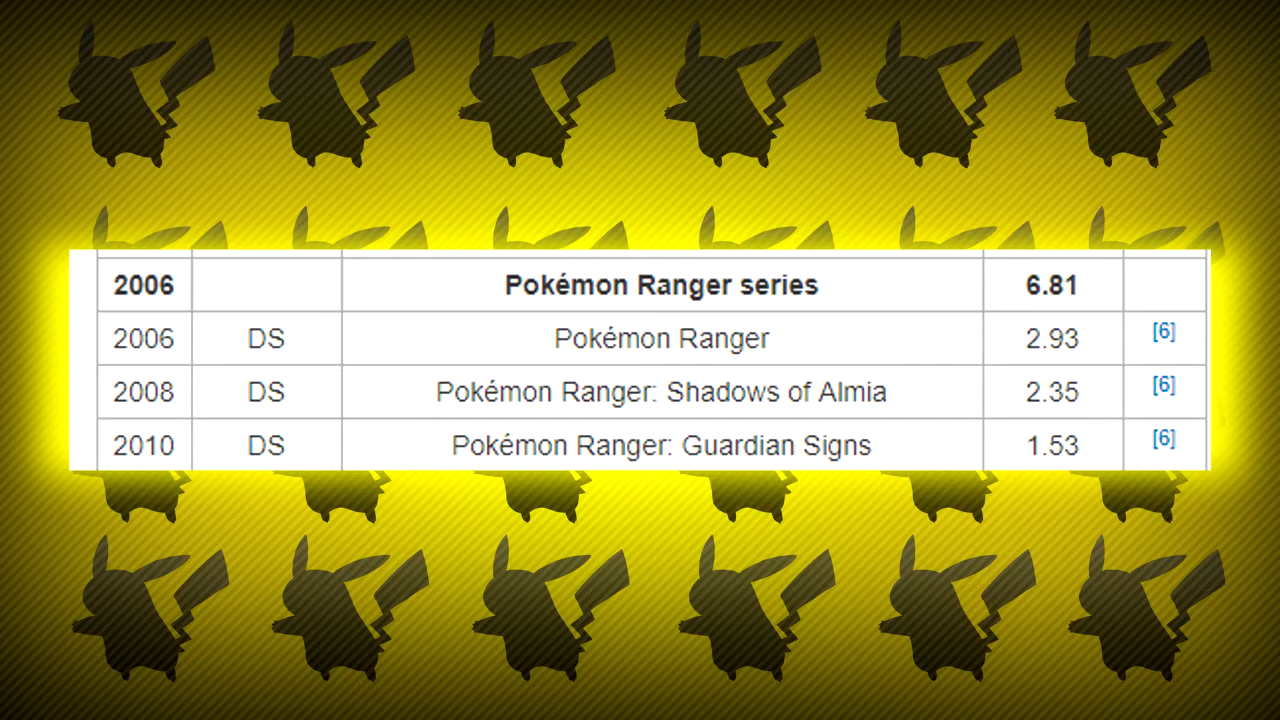 2006 Pokémon Ranger series 6.81
2006 DS Pokémon Ranger 2.93 [6]
2008 DS Pokémon Ranger: Shadows of Almia 2.35 [6]
2010 DS Pokémon Ranger: Guardian Signs 1.53 [6]